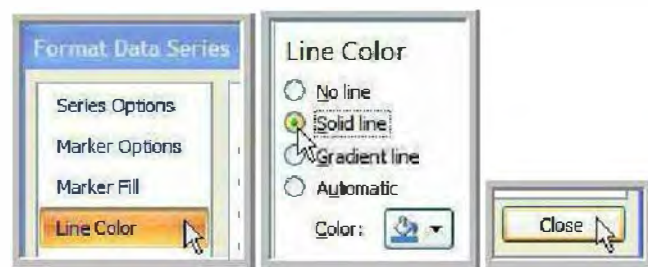 Format Data Series
Series Options
Marker Options
Marker Fill
Line Color
Line Color
No line
Solid line
Gradient line
Automatic
Color:
Close